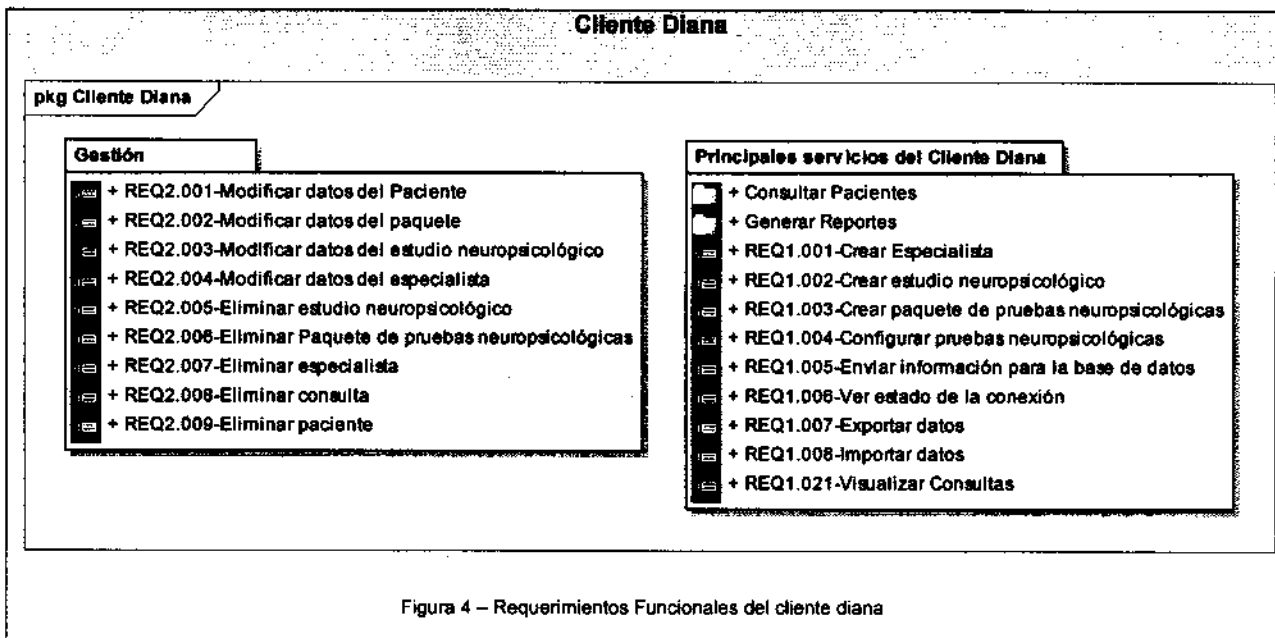 Cliente Diana
pkg Cliente Diana
Gestión
+ REQ2.001-Modificar datos del Paciente
+ REQ2.002-Modificar datos del paquete
+ REQ2.003-Modificar datos del estudio neuropsicológico
+ REQ2.004-Modificar datos del especialista
+ REQ2.005-Eliminar estudio neuropsicológico
+ REQ2.006-Eliminar Paquete de pruebas neuropsicológicas
+ REQ2.007-Eliminar especialista
+ REQ2.008-Eliminar consulta
+ REQ2.009-Eliminar paciente
Principales servicios del Cliente Diana
+ Consultar Pacientes
+ Generar Reportes
+ REQ1.001-Crear Especialista
+ REQ1.002-Crear estudio neuropsicológico
+ REQ1.003-Crear paquete de pruebas neuropsicológicas
+ REQ1.004-Configurar pruebas neuropsicológicas
+ REQ1.005-Enviar información para la base de datos
+ REQ1.006-Ver estado de la conexión
+ REQ1.007-Exportar datos
+ REQ1.008-Importar datos
+ REQ1.021-Visualizar Consultas
Figura 4 – Requerimientos Funcionales del cliente diana